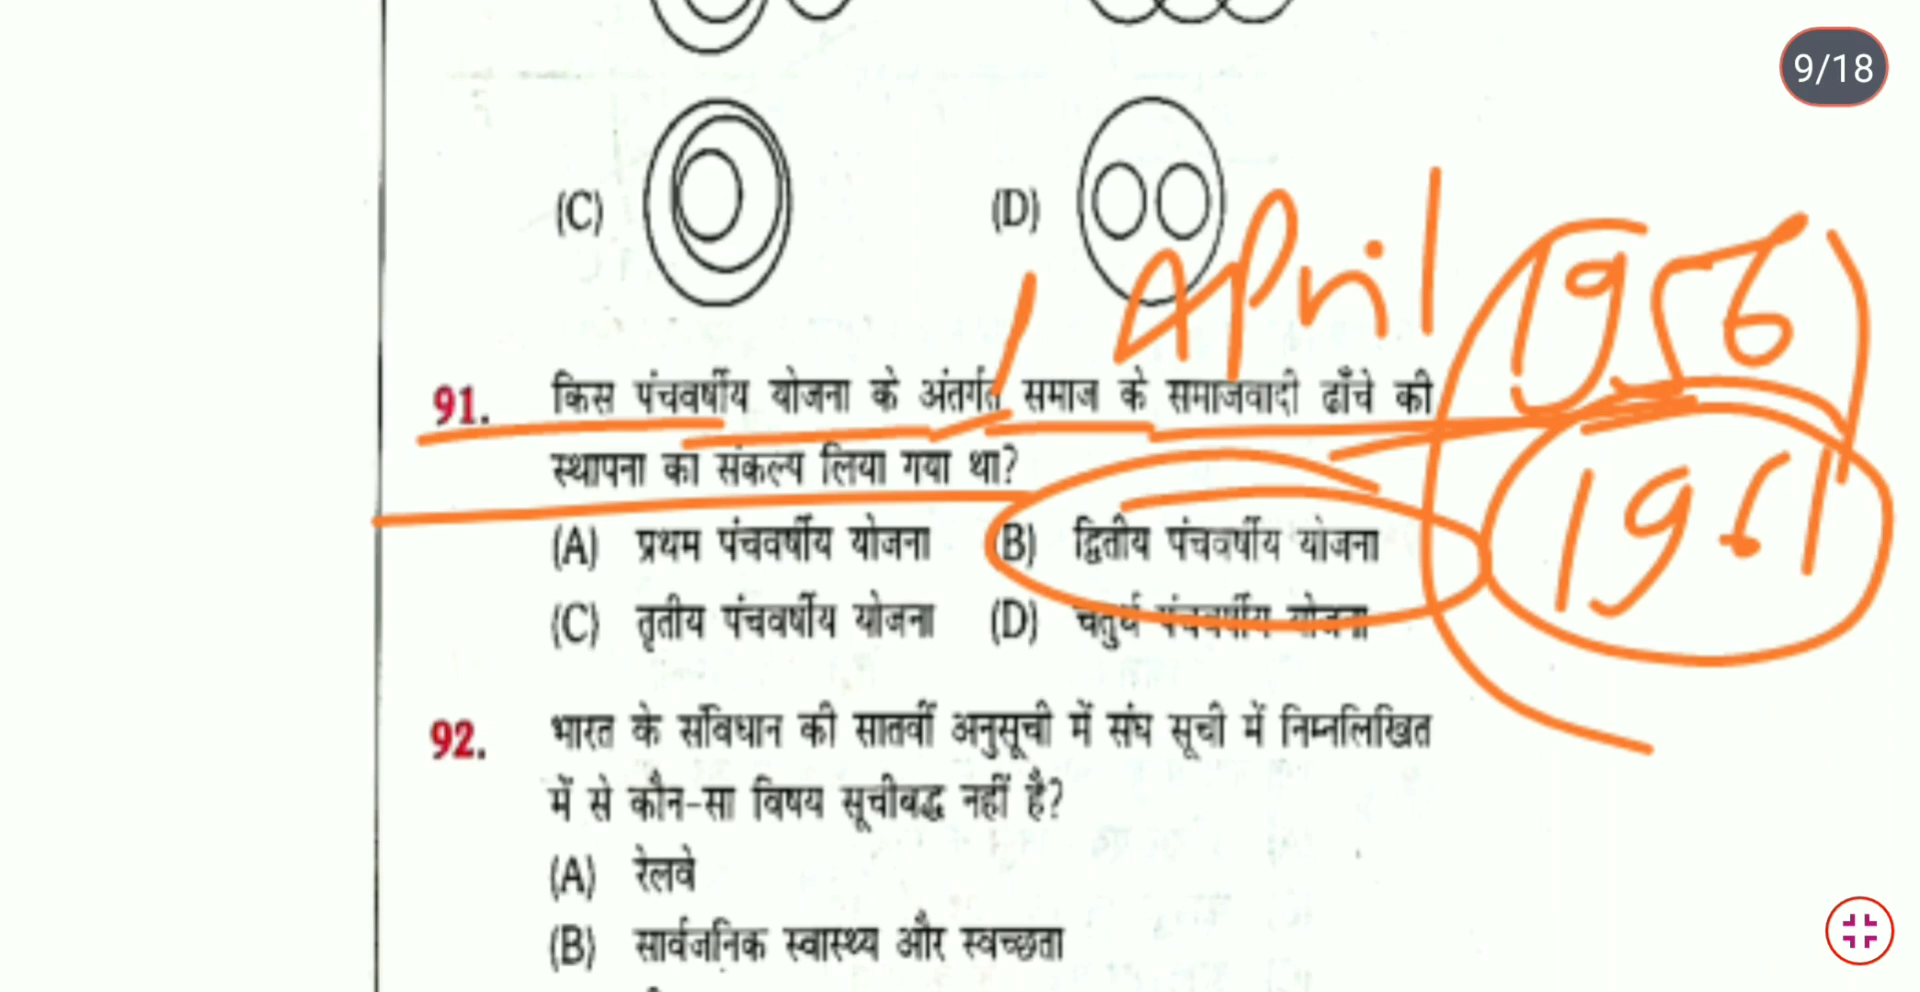 9/18
(C) (D)
1 April 1956
91. किस पंचवर्षीय योजना के अंतर्गत समाज के समाजवादी ढाँचे की
स्थापना का संकल्प लिया गया था?
1961
(A) प्रथम पंचवर्षीय योजना (B) द्वितीय पंचवर्षीय योजना
(C) तृतीय पंचवर्षीय योजना (D) चतुर्थ पंचवर्षीय योजना
92. भारत के संविधान की सातवीं अनुसूची में संघ सूची में निम्नलिखित
में से कौन-सा विषय सूचीबद्ध नहीं है?
(A) रेलवे
(B) सार्वजनिक स्वास्थ्य और स्वच्छता